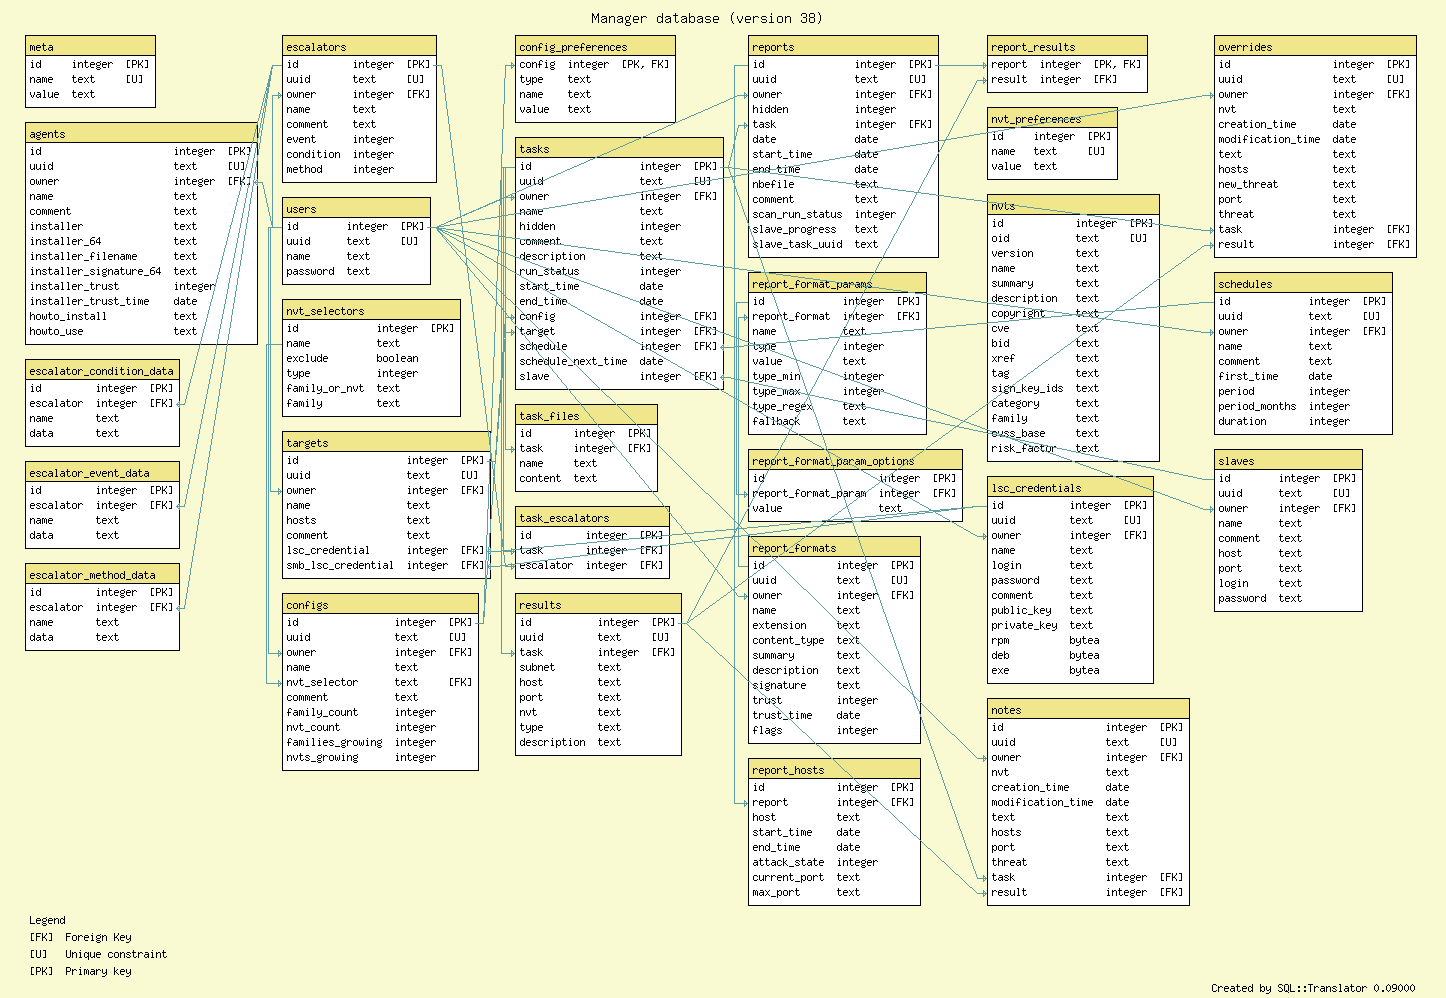 Manager database (version 38)
meta
id integer [PK]
name text [U]
value text
agents
id integer [PK]
uuid text [U]
owner integer [FK]
name text
comment text
installer text
installer_64 text
installer_filename text
installer_signature_64 text
installer_trust integer
installer_trust_time date
howto_install text
howto_use text
escalator_condition_data
id integer [PK]
escalator integer [FK]
name text
data text
escalator_event_data
id integer [PK]
escalator integer [FK]
name text
data text
escalator_method_data
id integer [PK]
escalator integer [FK]
name text
data text
escalators
id integer [PK]
uuid text [U]
owner integer [FK]
name text
comment text
event integer
condition integer
method integer
users
id integer [PK]
uuid text [U]
name text
password text
nvt_selectors
id integer [PK]
name text
exclude boolean
type integer
family_or_nvt text
family text
targets
id integer [PK]
uuid text [U]
owner integer [FK]
name text
hosts text
comment text
lsc_credential integer [FK]
smb_lsc_credential integer [FK]
configs
id integer [PK]
uuid text [U]
owner integer [FK]
name text
nvt_selector text [FK]
comment text
family_count integer
nvt_count integer
families_growing integer
nvts_growing integer
config_preferences
config integer [PK, FK]
type text
name text
value text
tasks
id integer [PK]
uuid text [U]
owner integer [FK]
name text
hidden integer
comment text
description text
run_status integer
start_time date
end_time date
config integer [FK]
target integer [FK]
schedule integer [FK]
schedule_next_time date
slave integer [FK]
task_files
id integer [PK]
task integer [FK]
name text
content text
task_escalators
id integer [PK]
task integer [FK]
escalator integer [FK]
results
id integer [PK]
uuid text [U]
task integer [FK]
subnet text
host text
port text
nvt text
type text
description text
reports
id integer [PK]
uuid text [U]
owner integer [FK]
hidden integer
task integer [FK]
date date
start_time date
end_time date
nbefile text
comment text
scan_run_status integer
slave_progress text
slave_task_uuid text
report_format_params
id integer [PK]
report_format integer [FK]
name text
type integer
value text
type_min integer
type_max integer
type_regex text
fallback text
report_format_param_options
id integer [PK]
report_format_param integer [FK]
value text
report_formats
id integer [PK]
uuid text [U]
owner integer [FK]
name text
extension text
content_type text
summary text
description text
signature text
trust integer
trust_time date
flags integer
report_hosts
id integer [PK]
report integer [FK]
host text
start_time date
end_time date
attack_state integer
current_port text
max_port text
report_results
report integer [PK, FK]
result integer [FK]
nvt_preferences
id integer [PK]
name text [U]
value text
nvts
id integer [PK]
oid text [U]
version text
name text
summary text
description text
copyright text
cve text
bid text
xref text
tag text
sign_key_ids text
category text
family text
cvss_base text
risk_factor text
lsc_credentials
id integer [PK]
uuid text [U]
owner integer [FK]
name text
login text
password text
comment text
public_key text
private_key text
rpm bytea
deb bytea
exe bytea
notes
id integer [PK]
uuid text [U]
owner integer [FK]
nvt text
creation_time date
modification_time date
text text
hosts text
port text
threat text
task integer [FK]
result integer [FK]
overrides
id integer [PK]
uuid text [U]
owner integer [FK]
nvt text
creation_time date
modification_time date
text text
hosts text
new_threat text
port text
threat text
task integer [FK]
result integer [FK]
schedules
id integer [PK]
uuid text [U]
owner integer [FK]
name text
comment text
first_time date
period integer
period_months integer
duration integer
slaves
id integer [PK]
uuid text [U]
owner integer [FK]
name text
comment text
host text
port text
login text
password text
Legend
[FK] Foreign Key
[U] Unique constraint
[PK] Primary key
Created by SQL::Translator 0.09000